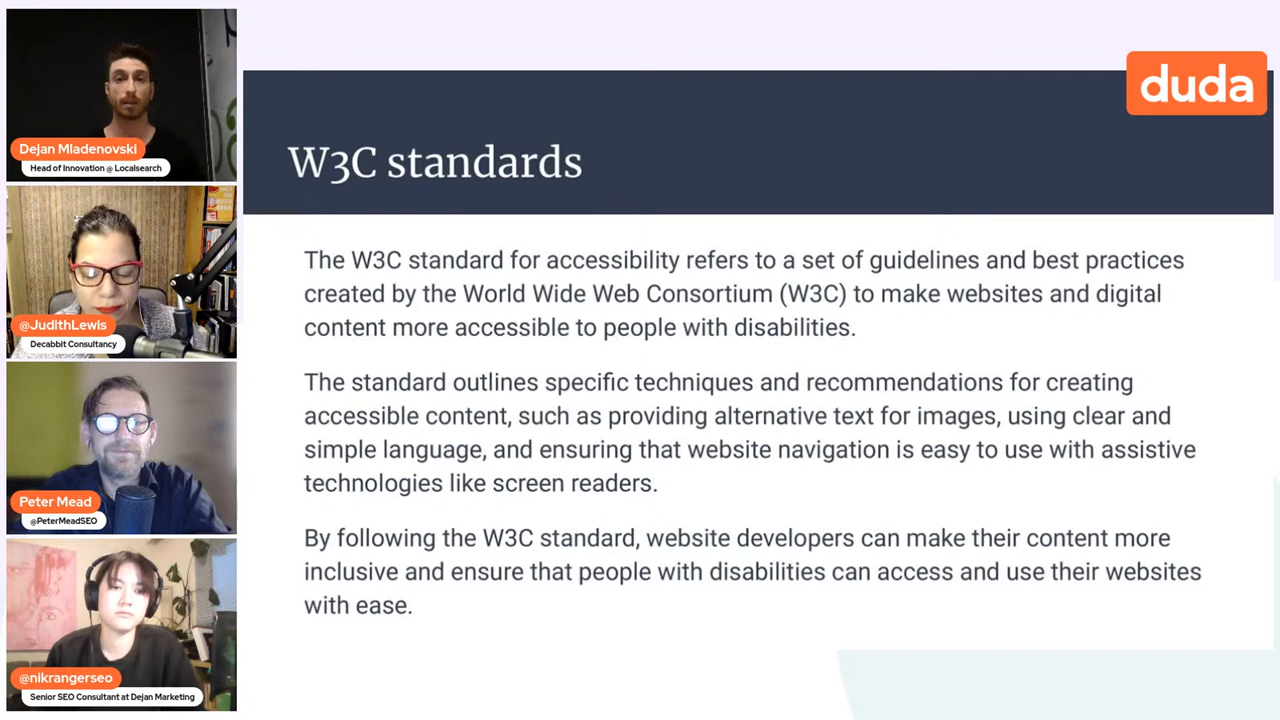 duda
W3C standards
The W3C standard for accessibility refers to a set of guidelines and best practices
created by the World Wide Web Consortium (W3C) to make websites and digital
content more accessible to people with disabilities.
The standard outlines specific techniques and recommendations for creating
accessible content, such as providing alternative text for images, using clear and
simple language, and ensuring that website navigation is easy to use with assistive
technologies like screen readers.
By following the W3C standard, website developers can make their content more
inclusive and ensure that people with disabilities can access and use their websites
with ease.
Dejan Mladenovski
Head of Innovation @ Localsearch
@JudithLewis
Decabbit Consultancy
Peter Mead
@PeterMeadSEO
@nikrangerseo
Senior SEO Consultant at Dejan Marketing